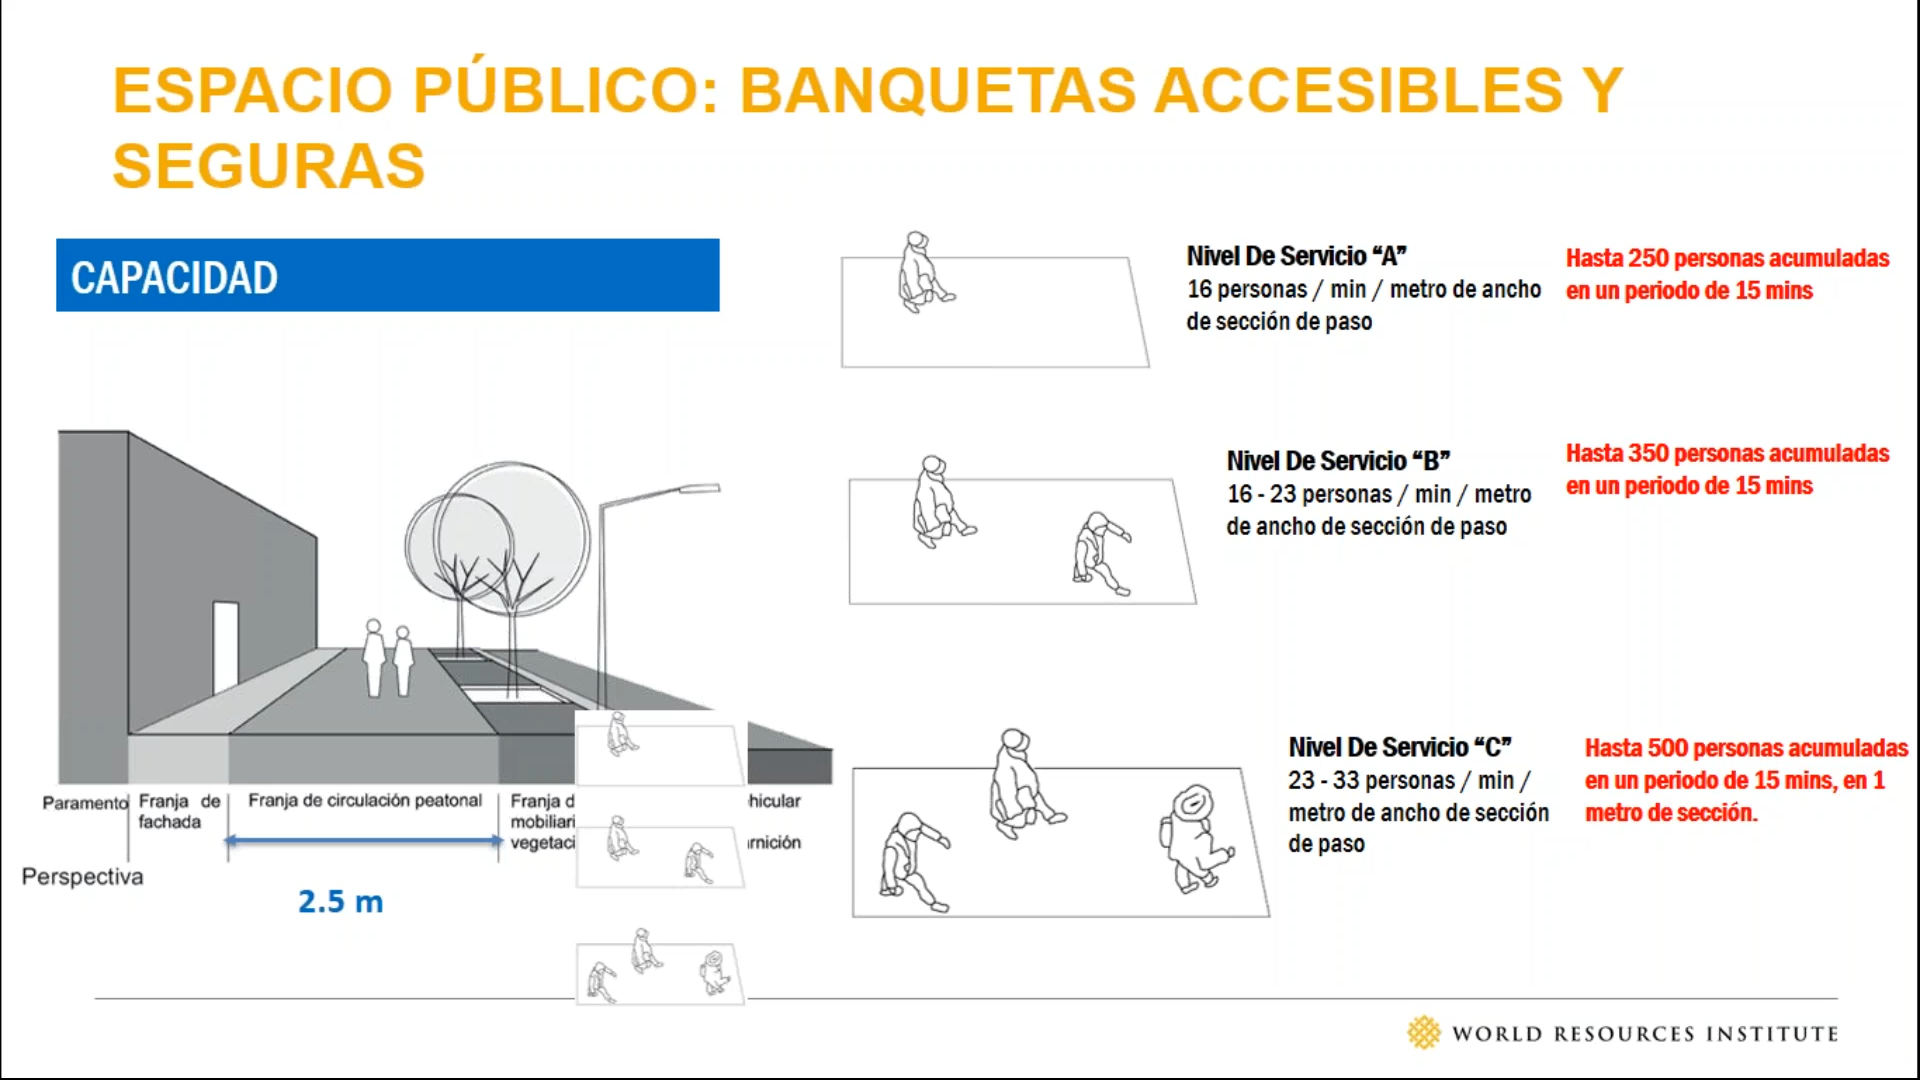 ESPACIO PÚBLICO: BANQUETAS ACCESIBLES Y
SEGURAS
CAPACIDAD
Paramento
Franja de
fachada
Franja de circulación peatonal
Franja d
mobiliari
vegetaci
hicular
rnición
Perspectiva
2.5 m
Nivel De Servicio “A”
16 personas / min / metro de ancho
de sección de paso
Hasta 250 personas acumuladas
en un periodo de 15 mins
Nivel De Servicio “B”
16 - 23 personas / min / metro
de ancho de sección de paso
Hasta 350 personas acumuladas
en un periodo de 15 mins
Nivel De Servicio “C”
23 - 33 personas / min /
metro de ancho de sección
de paso
Hasta 500 personas acumuladas
en un periodo de 15 mins, en 1
metro de sección.
WORLD RESOURCES INSTITUTE